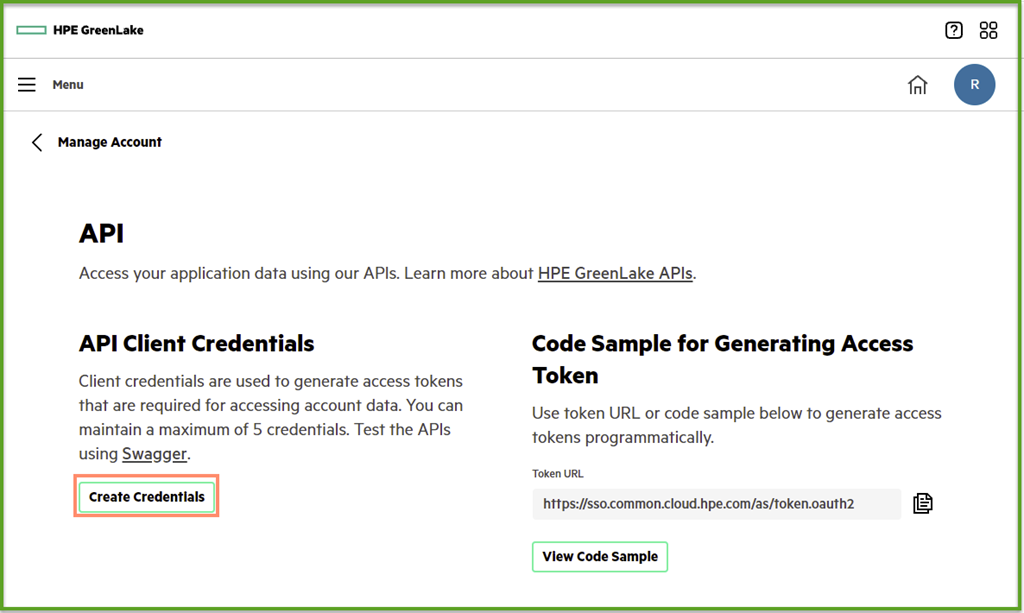 HPE GreenLake
Menu
R
Manage Account
API
Access your application data using our APIs. Learn more about HPE GreenLake APIs.
API Client Credentials
Client credentials are used to generate access tokens
that are required for accessing account data. You can
maintain a maximum of 5 credentials. Test the APIs
using Swagger.
Create Credentials
Code Sample for Generating Access
Token
Use token URL or code sample below to generate access
tokens programmatically.
Token URL
https://sso.common.cloud.hpe.com/as/token.oauth2
View Code Sample